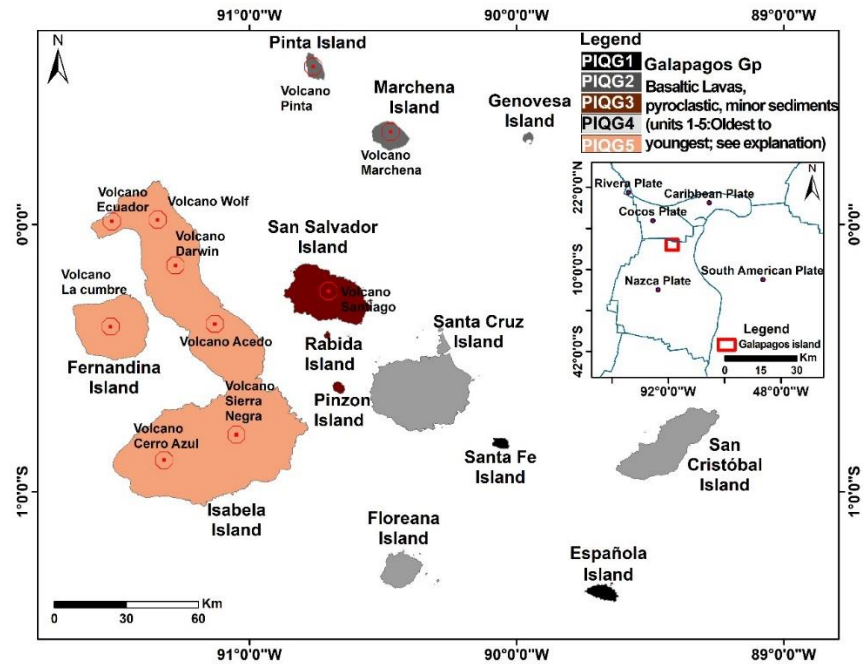 91°0'0"W
90°0'0"W
89°0'0"W
N
Pinta Island
Volcano
Pinta
Marchena
Island
Volcano
Marchena
Genovesa
Island
Legend
PIQG1
PIQG2
PIQG3
PIQG4
PIQG5
Galapagos Gp
Basaltic Lavas,
pyroclastic, minor sediments
(units 1-5:Oldest to
youngest; see explanation)
22°0'0"N
10°0'0"S
42°0'0"S
N
Rivera Plate
Caribbean Plate
Cocos Plate
Nazca Plate
South American Plate
Legend
Galapagos island
Km
0
15
30
92°0'0"W
48°0'0"W
0°0'0"
0°0'0"
Volcano
Ecuador
Volcano Wolf
Volcano
Darwin
Volcano
La cumbre
Fernandina
Island
Volcano Acedo
San Salvador
Island
Volcano
Santiago
Rabida
Island
Santa Cruz
Island
Pinzon
Island
Volcano
Sierra
Negra
Volcano
Cerro Azul
Isabela
Island
Santa Fe
Island
San
Cristóbal
Island
1°0'0"S
1°0'0"S
Floreana
Island
Española
Island
Km
0
30
60
91°0'0"W
90°0'0"W
89°0'0"W